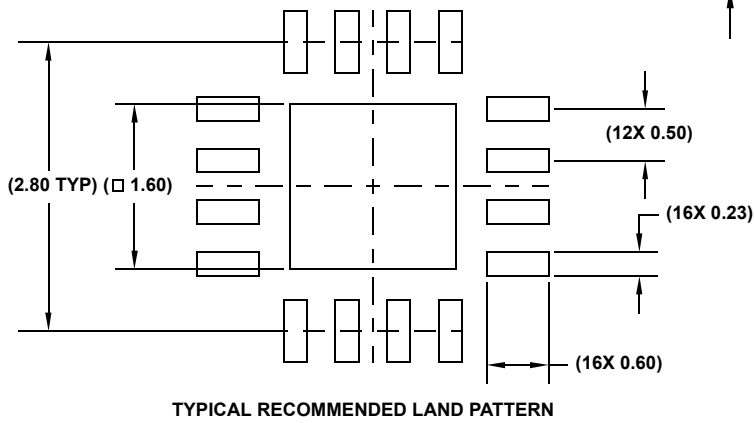 (12X 0.50)
(2.80 TYP) (□ 1.60)
(16X 0.23)
(16X 0.60)
TYPICAL RECOMMENDED LAND PATTERN